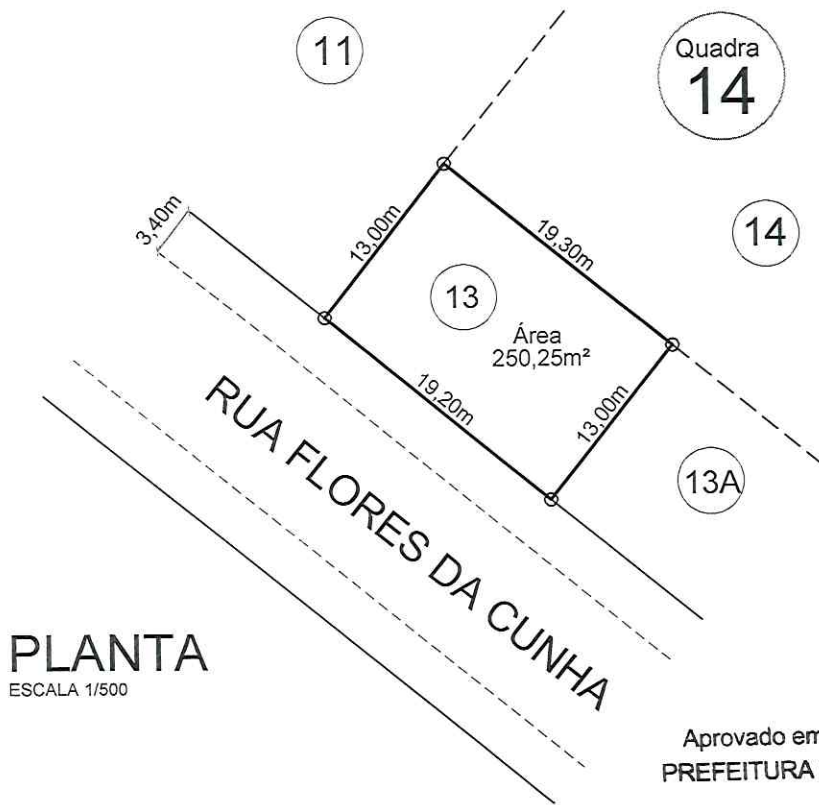 11
Quadra
14
3,40m
13,00m
19,30m
14
13
Área
250,25m²
19,20m
13,00m
13A
RUA FLORES DA CUNHA
PLANTA
ESCALA 1/500
Aprovado em
PREFEITURA